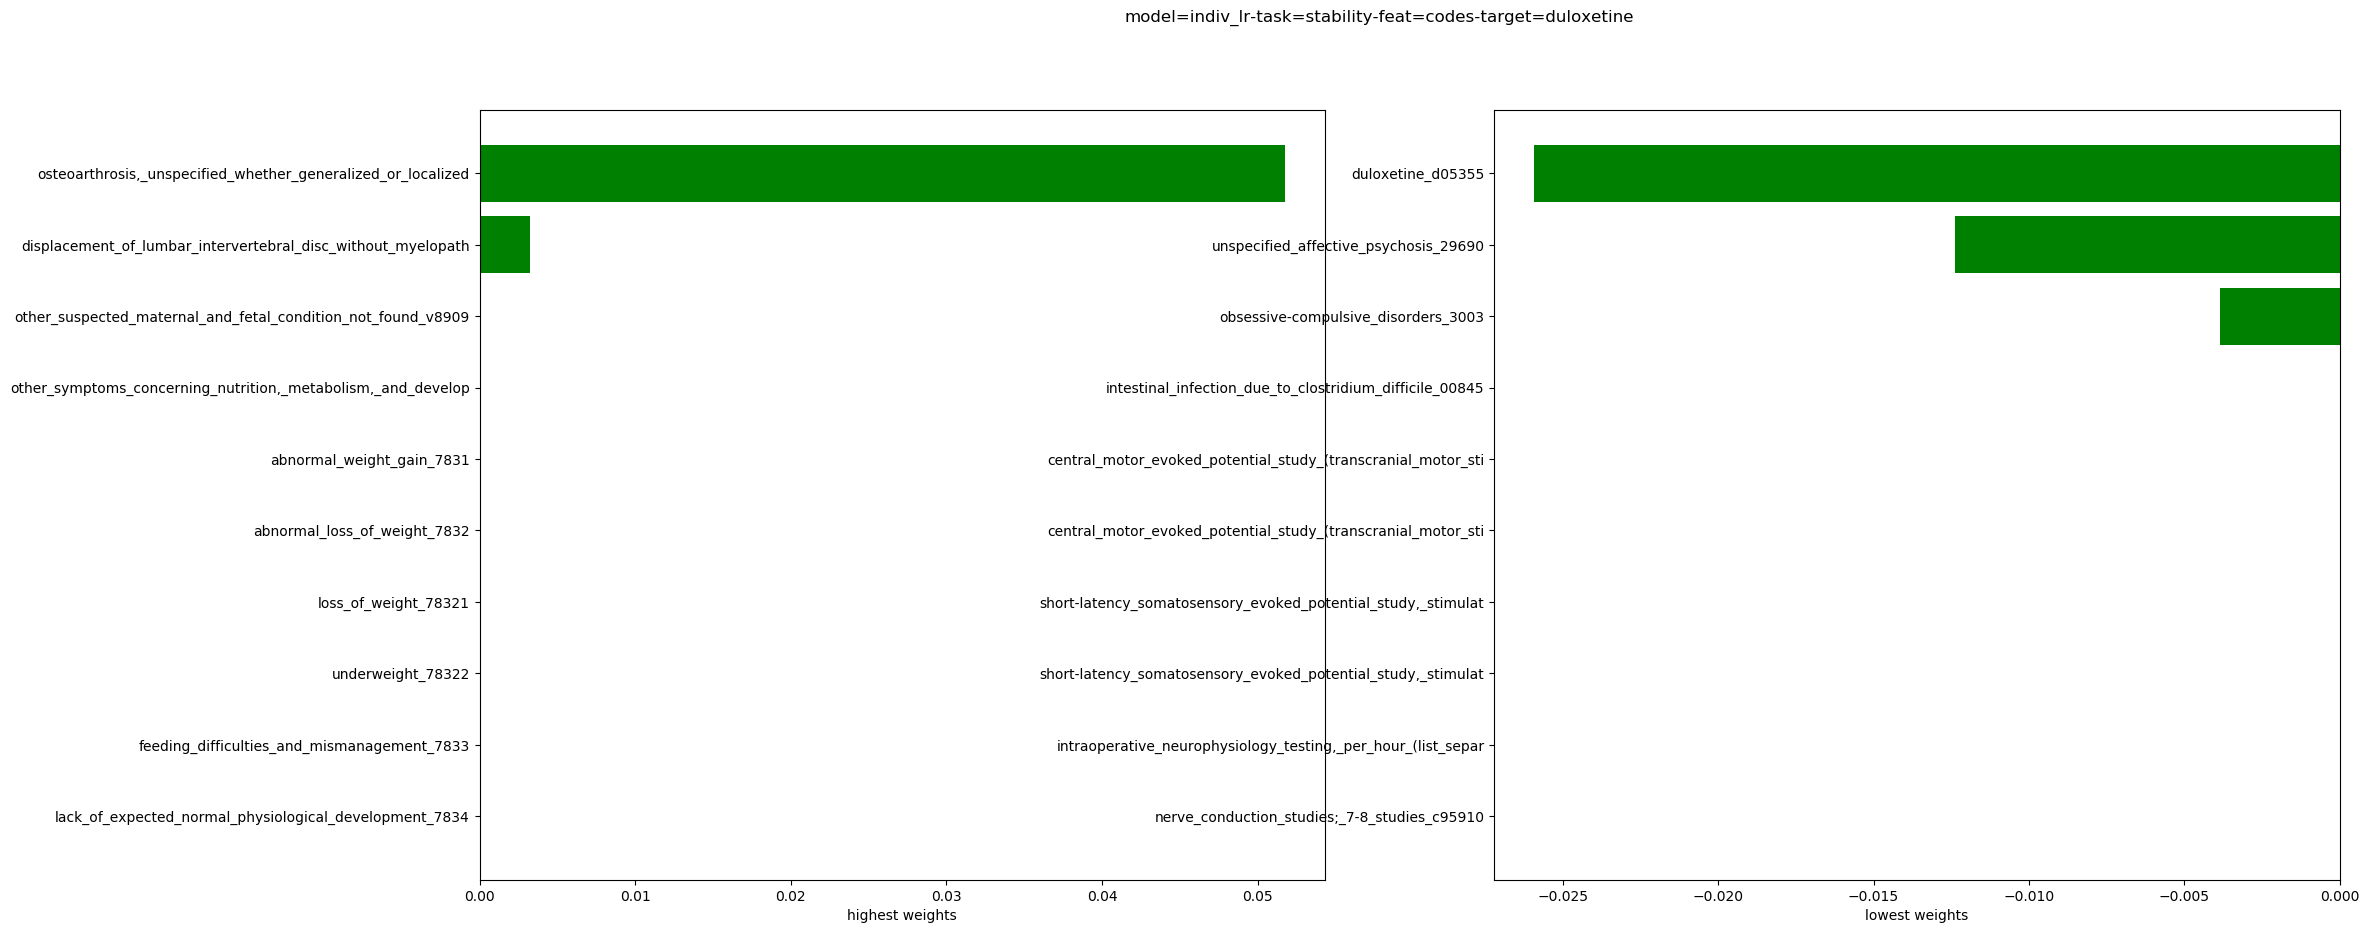 model=indiv_lr-task=stability-feat=codes-target=duloxetine
osteoarthrosis,_unspecified_whether_generalized_or_localized
displacement_of_lumbar_intervertebral_disc_without_myelopath
other_suspected_maternal_and_fetal_condition_not_found_v8909
other_symptoms_concerning_nutrition,_metabolism,_and_develop
abnormal_weight_gain_7831
abnormal_loss_of_weight_7832
loss_of_weight_78321
underweight_78322
feeding_difficulties_and_mismanagement_7833
lack_of_expected_normal_physiological_development_7834
0.00 0.01 0.02 0.03 0.04 0.05
highest weights
duloxetine_d05355
unspecified_affective_psychosis_29690
obsessive-compulsive_disorders_3003
intestinal_infection_due_to_clostridium_difficile_00845
central_motor_evoked_potential_study_(transcranial_motor_sti
central_motor_evoked_potential_study_(transcranial_motor_sti
short-latency_somatosensory_evoked_potential_study,_stimulat
short-latency_somatosensory_evoked_potential_study,_stimulat
intraoperative_neurophysiology_testing,_per_hour_(list_separ
nerve_conduction_studies;_7-8_studies_c95910
−0.025 −0.020 −0.015 −0.010 −0.005 0.000
lowest weights